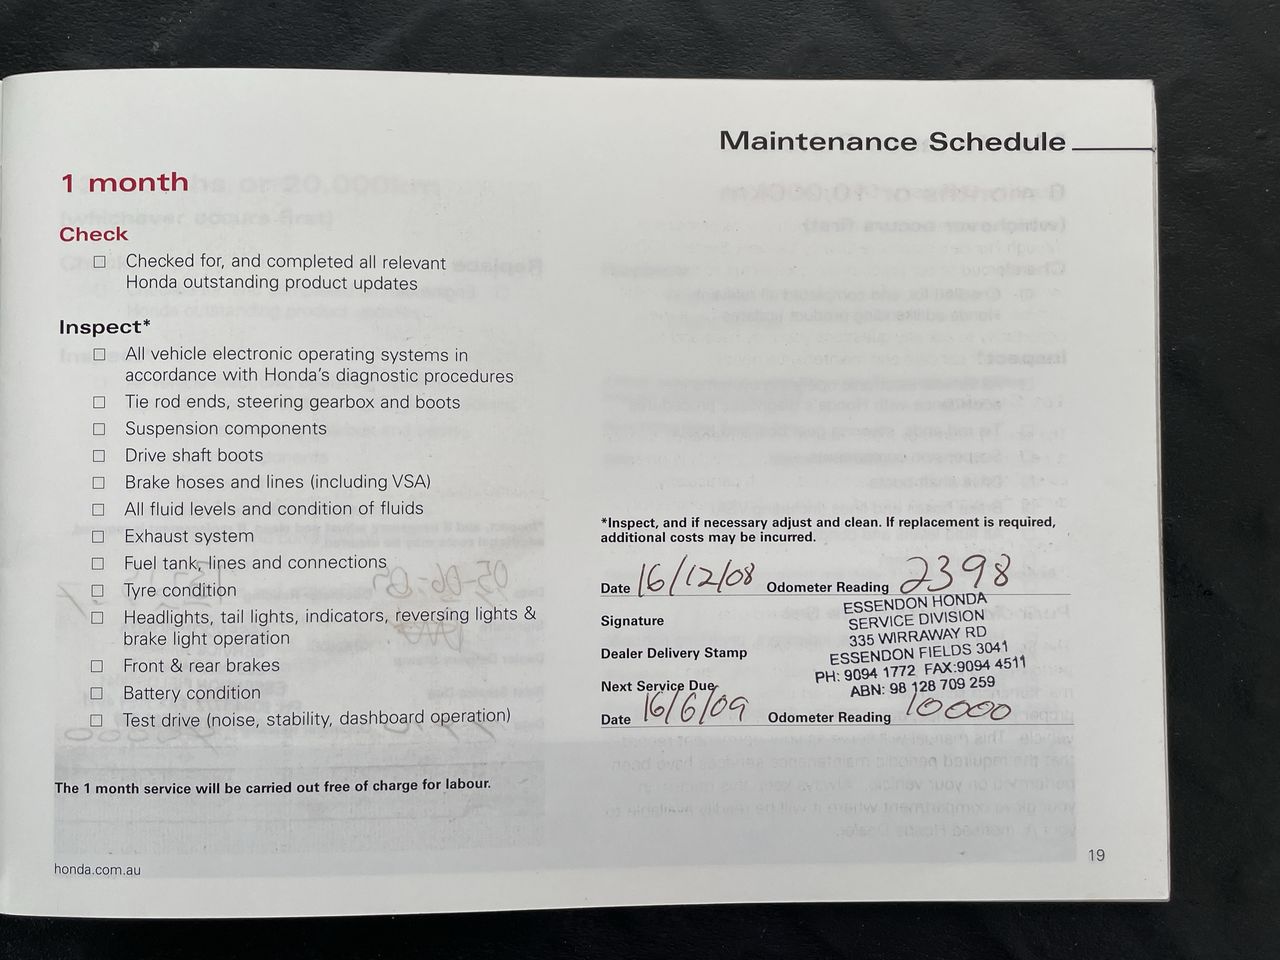 Maintenance Schedule
1 month
Check
☐ Checked for, and completed all relevant
Honda outstanding product updates
Inspect*
☐ All vehicle electronic operating systems in
accordance with Honda's diagnostic procedures
☐ Tie rod ends, steering gearbox and boots
☐ Suspension components
☐ Drive shaft boots
☐ Brake hoses and lines (including VSA)
☐ All fluid levels and condition of fluids
☐ Exhaust system
☐ Fuel tank, lines and connections
☐ Tyre condition
☐ Headlights, tail lights, indicators, reversing lights &
brake light operation
☐ Front & rear brakes
☐ Battery condition
☐ Test drive (noise, stability, dashboard operation)
The 1 month service will be carried out free of charge for labour.
*Inspect, and if necessary adjust and clean. If replacement is required,
additional costs may be incurred.
Date 16/12/08 Odometer Reading 2398
Signature
Dealer Delivery Stamp
ESSENDON HONDA
SERVICE DIVISION
335 WIRRAWAY RD
ESSENDON FIELDS 3041
PH: 9094 1772 FAX:9094 4511
ABN: 98 128 709 259
Next Service Due
Date 16/6/09 Odometer Reading 10000
honda.com.au
19